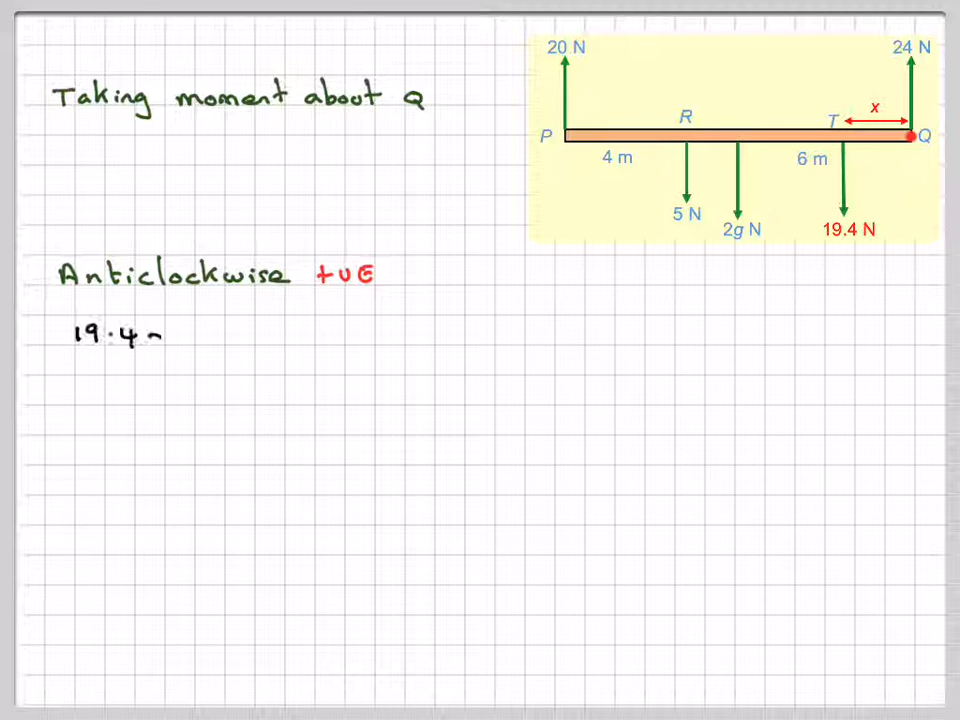 20 N 24 N
Taking moment about Q
R T x
P Q
4 m 6 m
5 N
2g N 19.4 N
Anticlockwise +ve
19.4